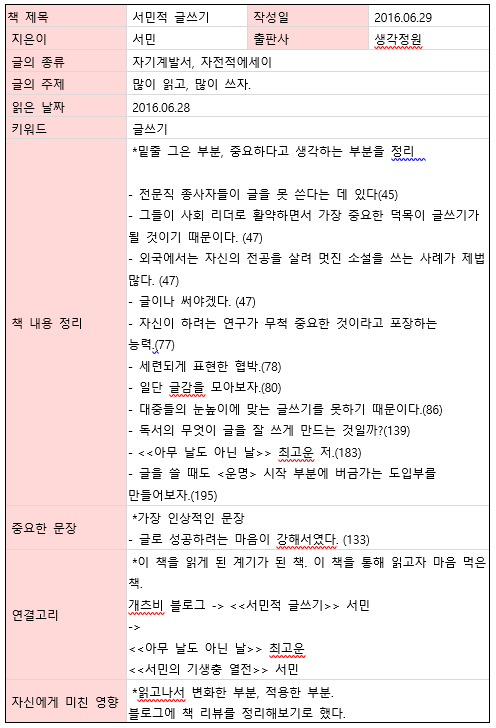 책 제목 서민적 글쓰기 작성일 2016.06.29
지은이 서민 출판사 생각정원
글의 종류 자기계발서, 자전적에세이
글의 주제 많이 읽고, 많이 쓰자.
읽은 날짜 2016.06.28
키워드 글쓰기
책 내용 정리
*밑줄 그은 부분, 중요하다고 생각하는 부분을 정리
- 전문직 종사자들이 글을 못 쓴다는 데 있다(45)
- 그들이 사회 리더로 활약하면서 가장 중요한 덕목이 글쓰기가
될 것이기 때문이다. (47)
- 외국에서는 자신의 전공을 살려 멋진 소설을 쓰는 사례가 제법
많다. (47)
- 글이나 써야겠다. (47)
- 자신이 하려는 연구가 무척 중요한 것이라고 포장하는
능력.(77)
- 세련되게 표현한 협박.(78)
- 일단 글감을 모아보자.(80)
- 대중들의 눈높이에 맞는 글쓰기를 못하기 때문이다.(86)
- 독서의 무엇이 글을 잘 쓰게 만드는 것일까?(139)
- <<아무 날도 아닌 날>> 최고운 저.(183)
- 글을 쓸 때도 <운명> 시작 부분에 버금가는 도입부를
만들어보자.(195)
중요한 문장
*가장 인상적인 문장
- 글로 성공하려는 마음이 강해서였다. (133)
연결고리
*이 책을 읽게 된 계기가 된 책. 이 책을 통해 읽고자 마음 먹은
책.
개츠비 블로그 -> <<서민적 글쓰기>> 서민
->
<<아무 날도 아닌 날>> 최고운
<<서민의 기생충 열전>> 서민
자신에게 미친 영향
*읽고나서 변화한 부분, 적용한 부분.
블로그에 책 리뷰를 정리해보기로 했다.